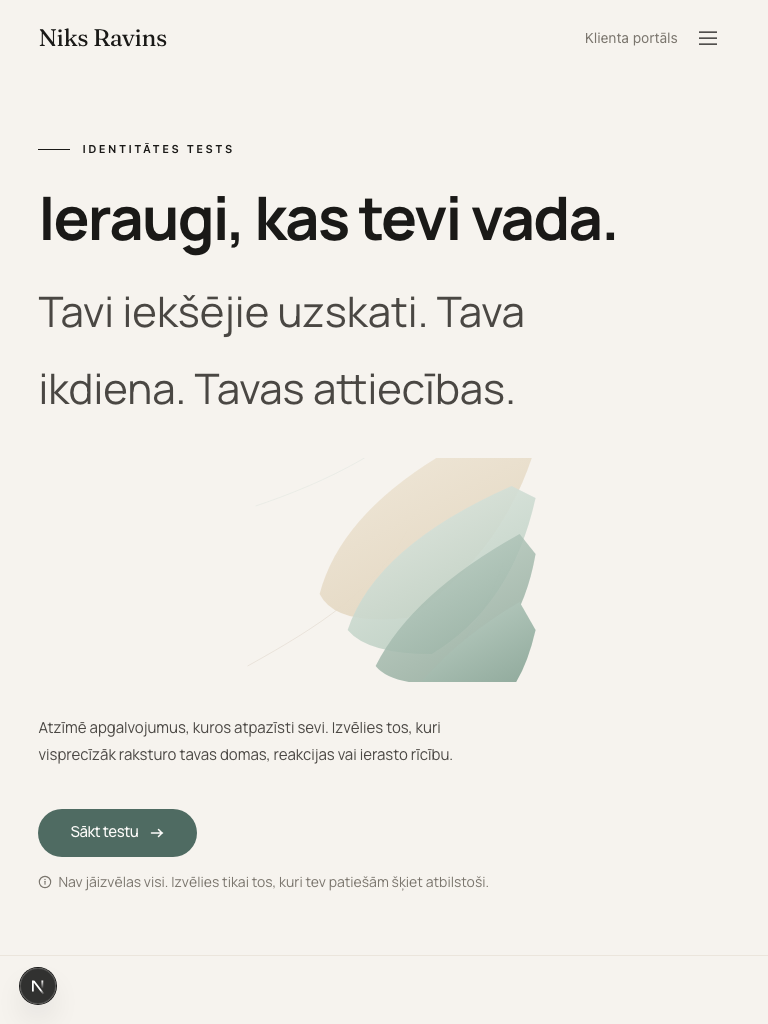 Niks Ravins
Klienta portāls
IDENTITĀTES TESTS
Ieraugi, kas tevi vada.
Tavi iekšējie uzskati. Tava
ikdiena. Tavas attiecības.
Atzīmē apgalvojumus, kuros atpazīsti sevi. Izvēlies tos, kuri
visprecīzāk raksturo tavas domas, reakcijas vai ierasto rīcību.
Sākt testu →
Nav jāizvēlas visi. Izvēlies tikai tos, kuri tev patiešām šķiet atbilstoši.
N